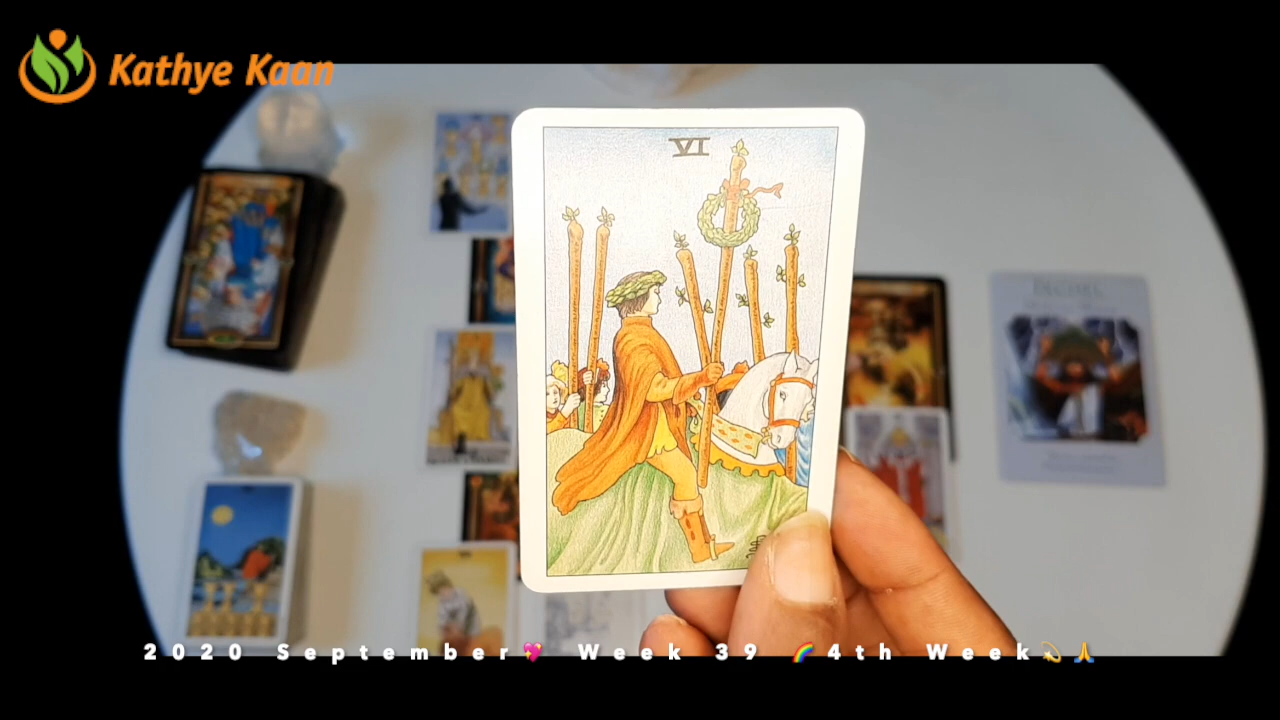 Kathye Kaan
VI
2020 September💖 Week 39 🌈4th Week💫🙏